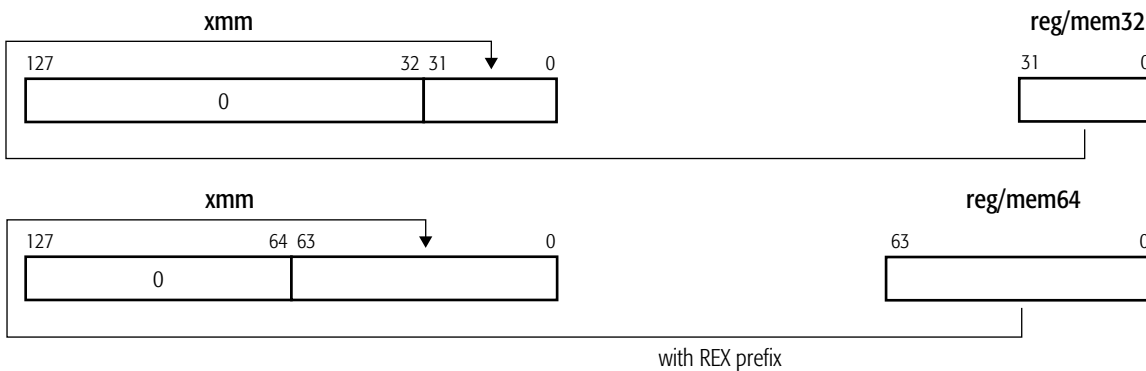 xmm reg/mem32
127 32 31 0 31 0
0
xmm reg/mem64
127 64 63 0 63 0
0
with REX prefix